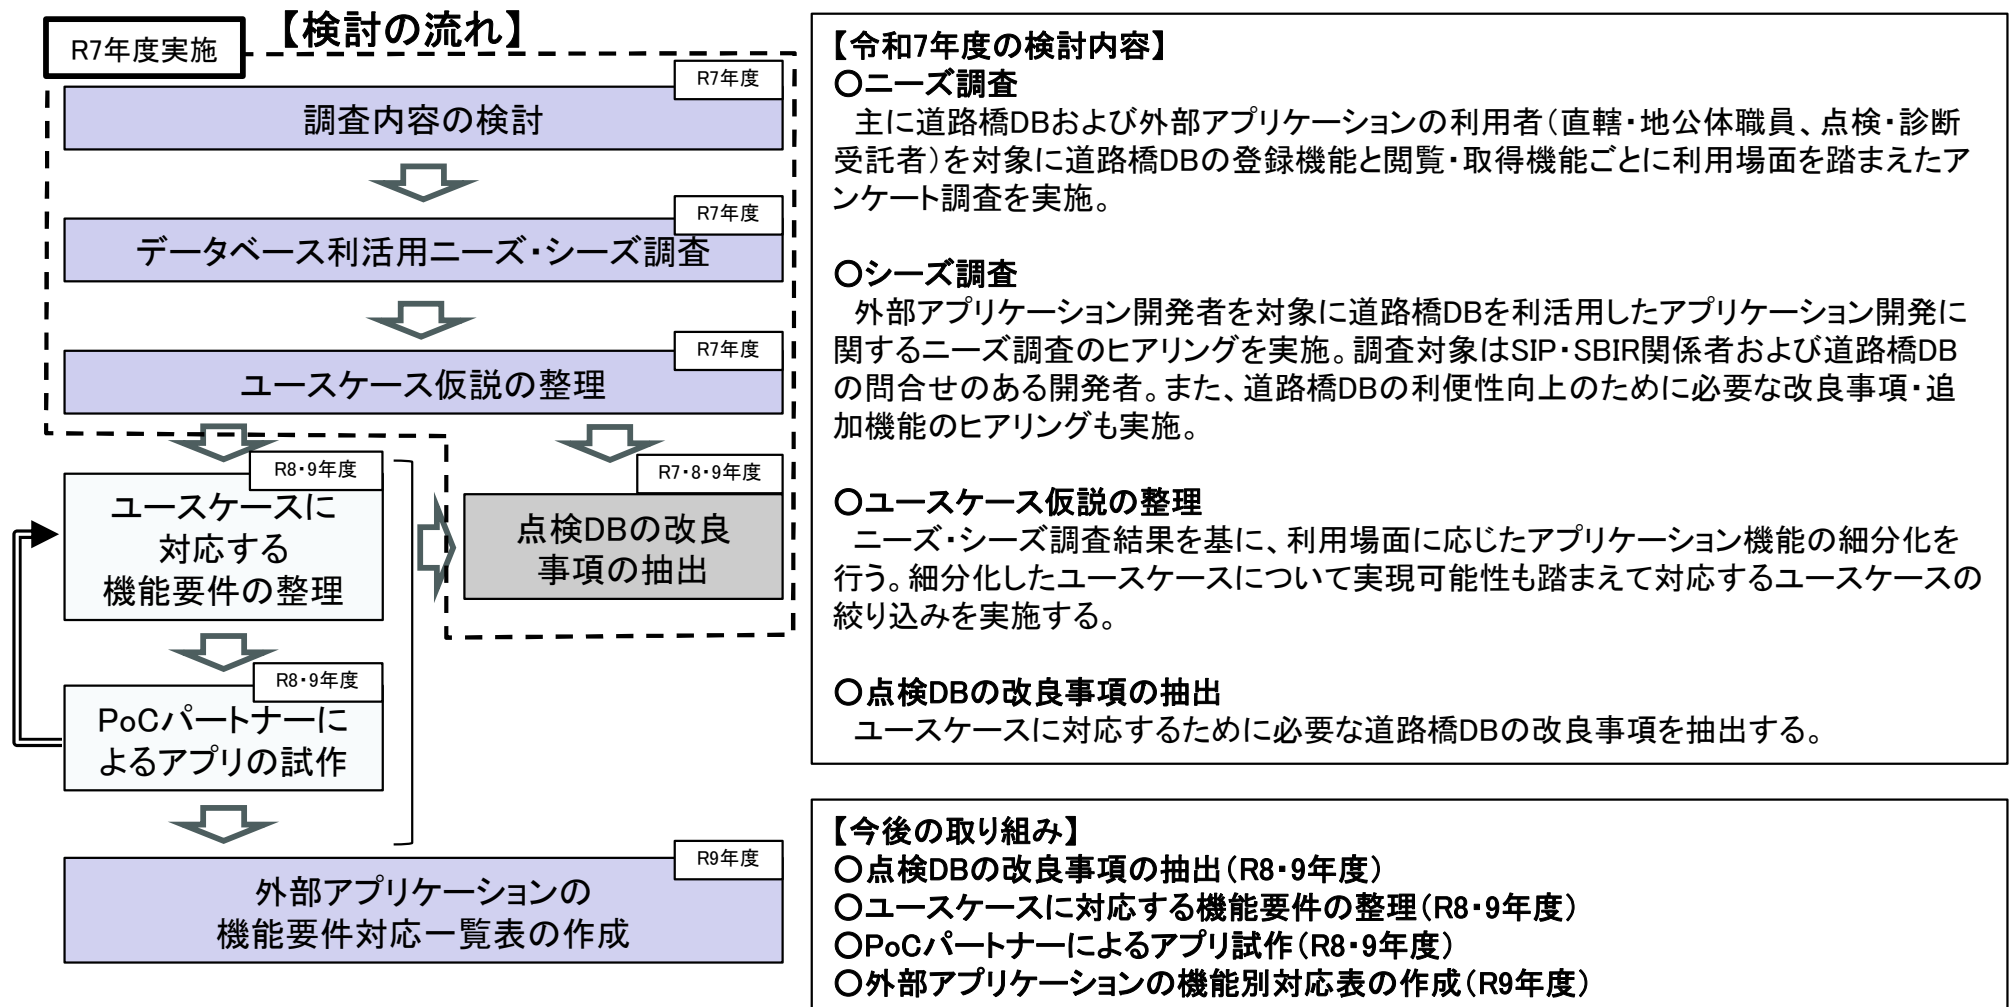 【検討の流れ】
R7年度実施
R7年度
調査内容の検討
R7年度
データベース利活用ニーズ・シーズ調査
R7年度
ユースケース仮説の整理
R8・9年度
ユースケースに
対応する
機能要件の整理
R7・8・9年度
点検DBの改良
事項の抽出
R8・9年度
PoCパートナーに
よるアプリの試作
R9年度
外部アプリケーションの
機能要件対応一覧表の作成
【令和7年度の検討内容】
〇ニーズ調査
主に道路橋DBおよび外部アプリケーションの利用者(直轄・地公体職員、点検・診断
受託者)を対象に道路橋DBの登録機能と閲覧・取得機能ごとに利用場面を踏まえたア
ンケート調査を実施。
〇シーズ調査
外部アプリケーション開発者を対象に道路橋DBを利活用したアプリケーション開発に
関するニーズ調査のヒアリングを実施。調査対象はSIP・SBIR関係者および道路橋DB
の問合せのある開発者。また、道路橋DBの利便性向上のために必要な改良事項・追
加機能のヒアリングも実施。
〇ユースケース仮説の整理
ニーズ・シーズ調査結果を基に、利用場面に応じたアプリケーション機能の細分化を
行う。細分化したユースケースについて実現可能性も踏まえて対応するユースケースの
絞り込みを実施する。
〇点検DBの改良事項の抽出
ユースケースに対応するために必要な道路橋DBの改良事項を抽出する。
【今後の取り組み】
〇点検DBの改良事項の抽出(R8・9年度)
〇ユースケースに対応する機能要件の整理(R8・9年度)
〇PoCパートナーによるアプリ試作(R8・9年度)
〇外部アプリケーションの機能別対応表の作成(R9年度)